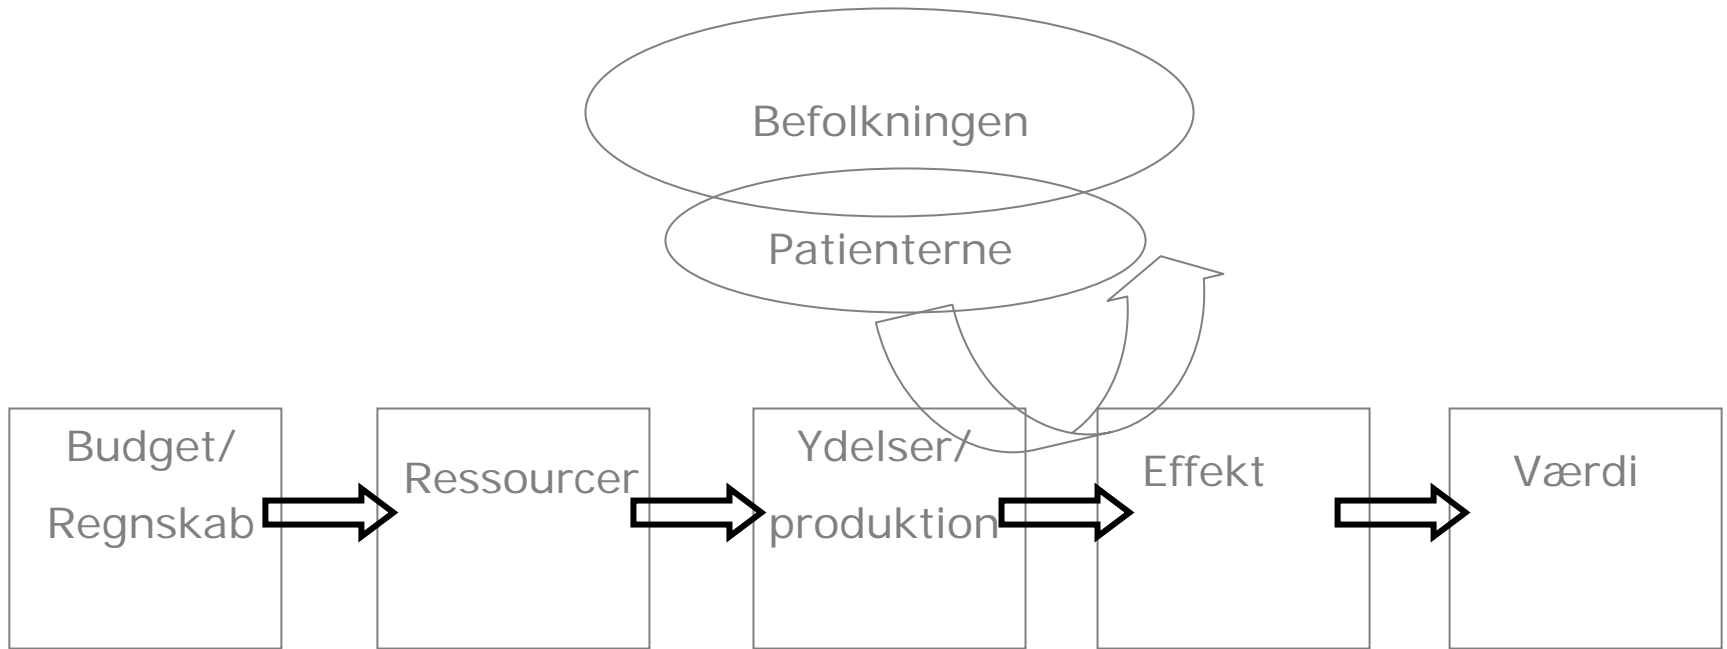 Befolkningen
Patienterne
Budget/
Regnskab
Ressourcer
Ydelser/
produktion
Effekt
Værdi